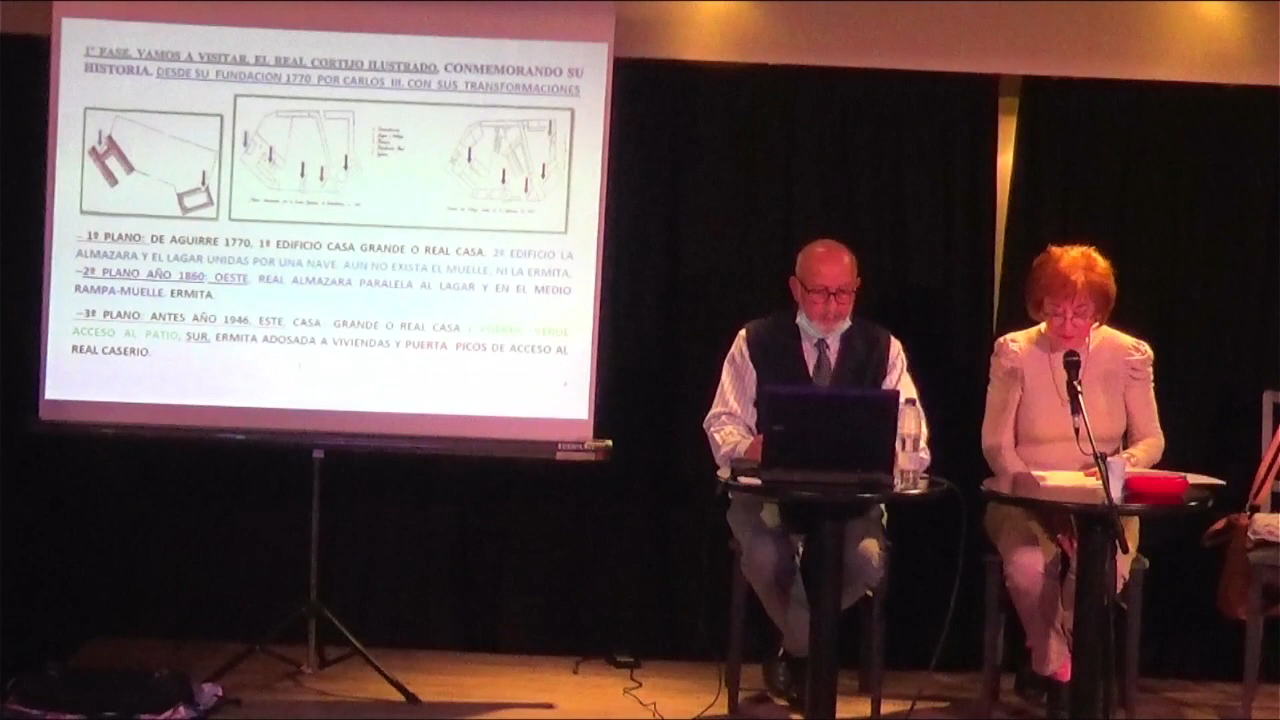 1ª FASE. VAMOS A VISITAR, EL REAL CORTIJO ILUSTRADO, CONMEMORANDO SU
HISTORIA. DESDE SU FUNDACION 1770 POR CARLOS III. CON SUS TRANSFORMACIONES
– 1º PLANO: DE AGUIRRE 1770, 1º EDIFICIO CASA GRANDE O REAL CASA. 2º EDIFICIO LA
ALMAZARA Y EL LAGAR UNIDAS POR UNA NAVE. AUN NO EXISTA EL MUELLE, NI LA ERMITA.
–2º PLANO AÑO 1860: OESTE. REAL ALMAZARA PARALELA AL LAGAR Y EN EL MEDIO
RAMPA-MUELLE. ERMITA.
–3º PLANO: ANTES AÑO 1946. ESTE. CASA GRANDE O REAL CASA Y PUERTA VERDE
ACCESO AL PATIO, SUR. ERMITA ADOSADA A VIVIENDAS Y PUERTA PICOS DE ACCESO AL
REAL CASERIO.